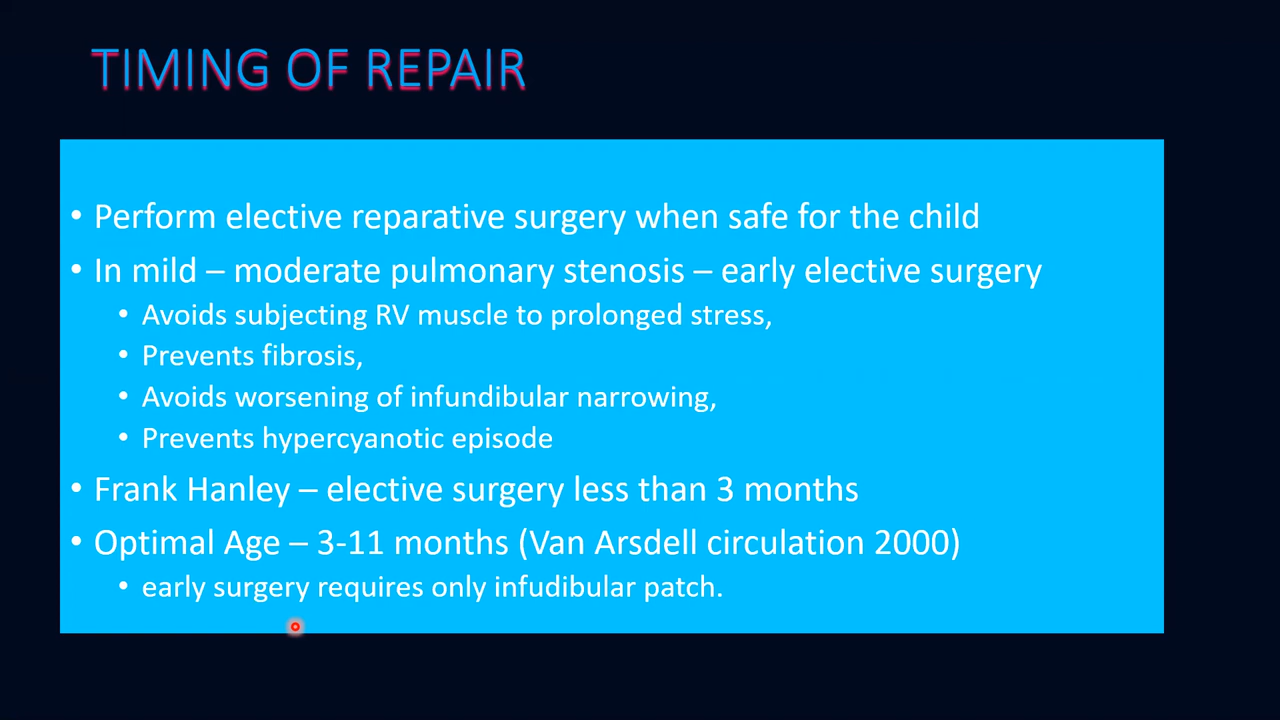 TIMING OF REPAIR
• Perform elective reparative surgery when safe for the child
• In mild – moderate pulmonary stenosis – early elective surgery
• Avoids subjecting RV muscle to prolonged stress,
• Prevents fibrosis,
• Avoids worsening of infundibular narrowing,
• Prevents hypercyanotic episode
• Frank Hanley – elective surgery less than 3 months
• Optimal Age – 3-11 months (Van Arsdell circulation 2000)
• early surgery requires only infudibular patch.